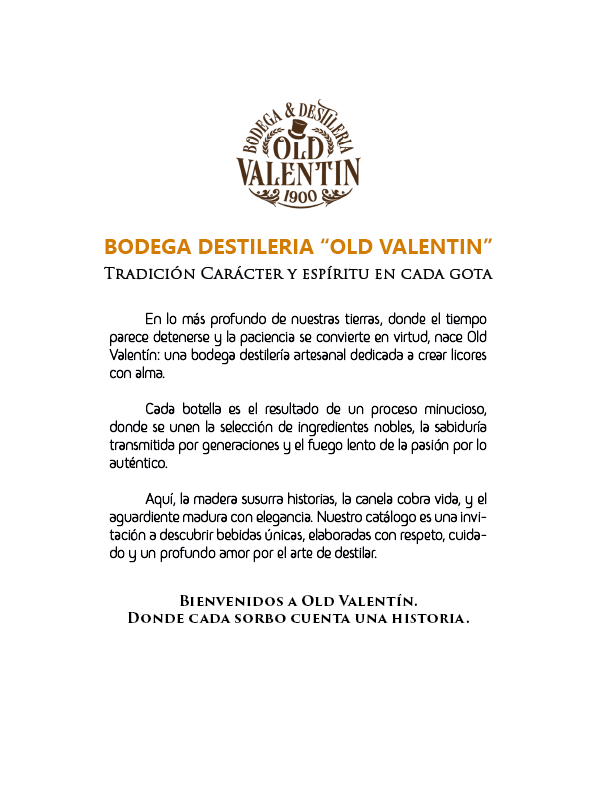 BODEGA & DESTILERIA
OLD
VALENTIN
1900
BODEGA DESTILERIA “OLD VALENTIN”
TRADICIÓN CARÁCTER Y ESPÍRITU EN CADA GOTA
En lo más profundo de nuestras tierras, donde el tiempo
parece detenerse y la paciencia se convierte en virtud, nace Old
Valentín: una bodega destilería artesanal dedicada a crear licores
con alma.
Cada botella es el resultado de un proceso minucioso,
donde se unen la selección de ingredientes nobles, la sabiduría
transmitida por generaciones y el fuego lento de la pasión por lo
auténtico.
Aquí, la madera susurra historias, la canela cobra vida, y el
aguardiente madura con elegancia. Nuestro catálogo es una invi-
tación a descubrir bebidas únicas, elaboradas con respeto, cuida-
do y un profundo amor por el arte de destilar.
BIENVENIDOS A OLD VALENTÍN.
DONDE CADA SORBO CUENTA UNA HISTORIA.